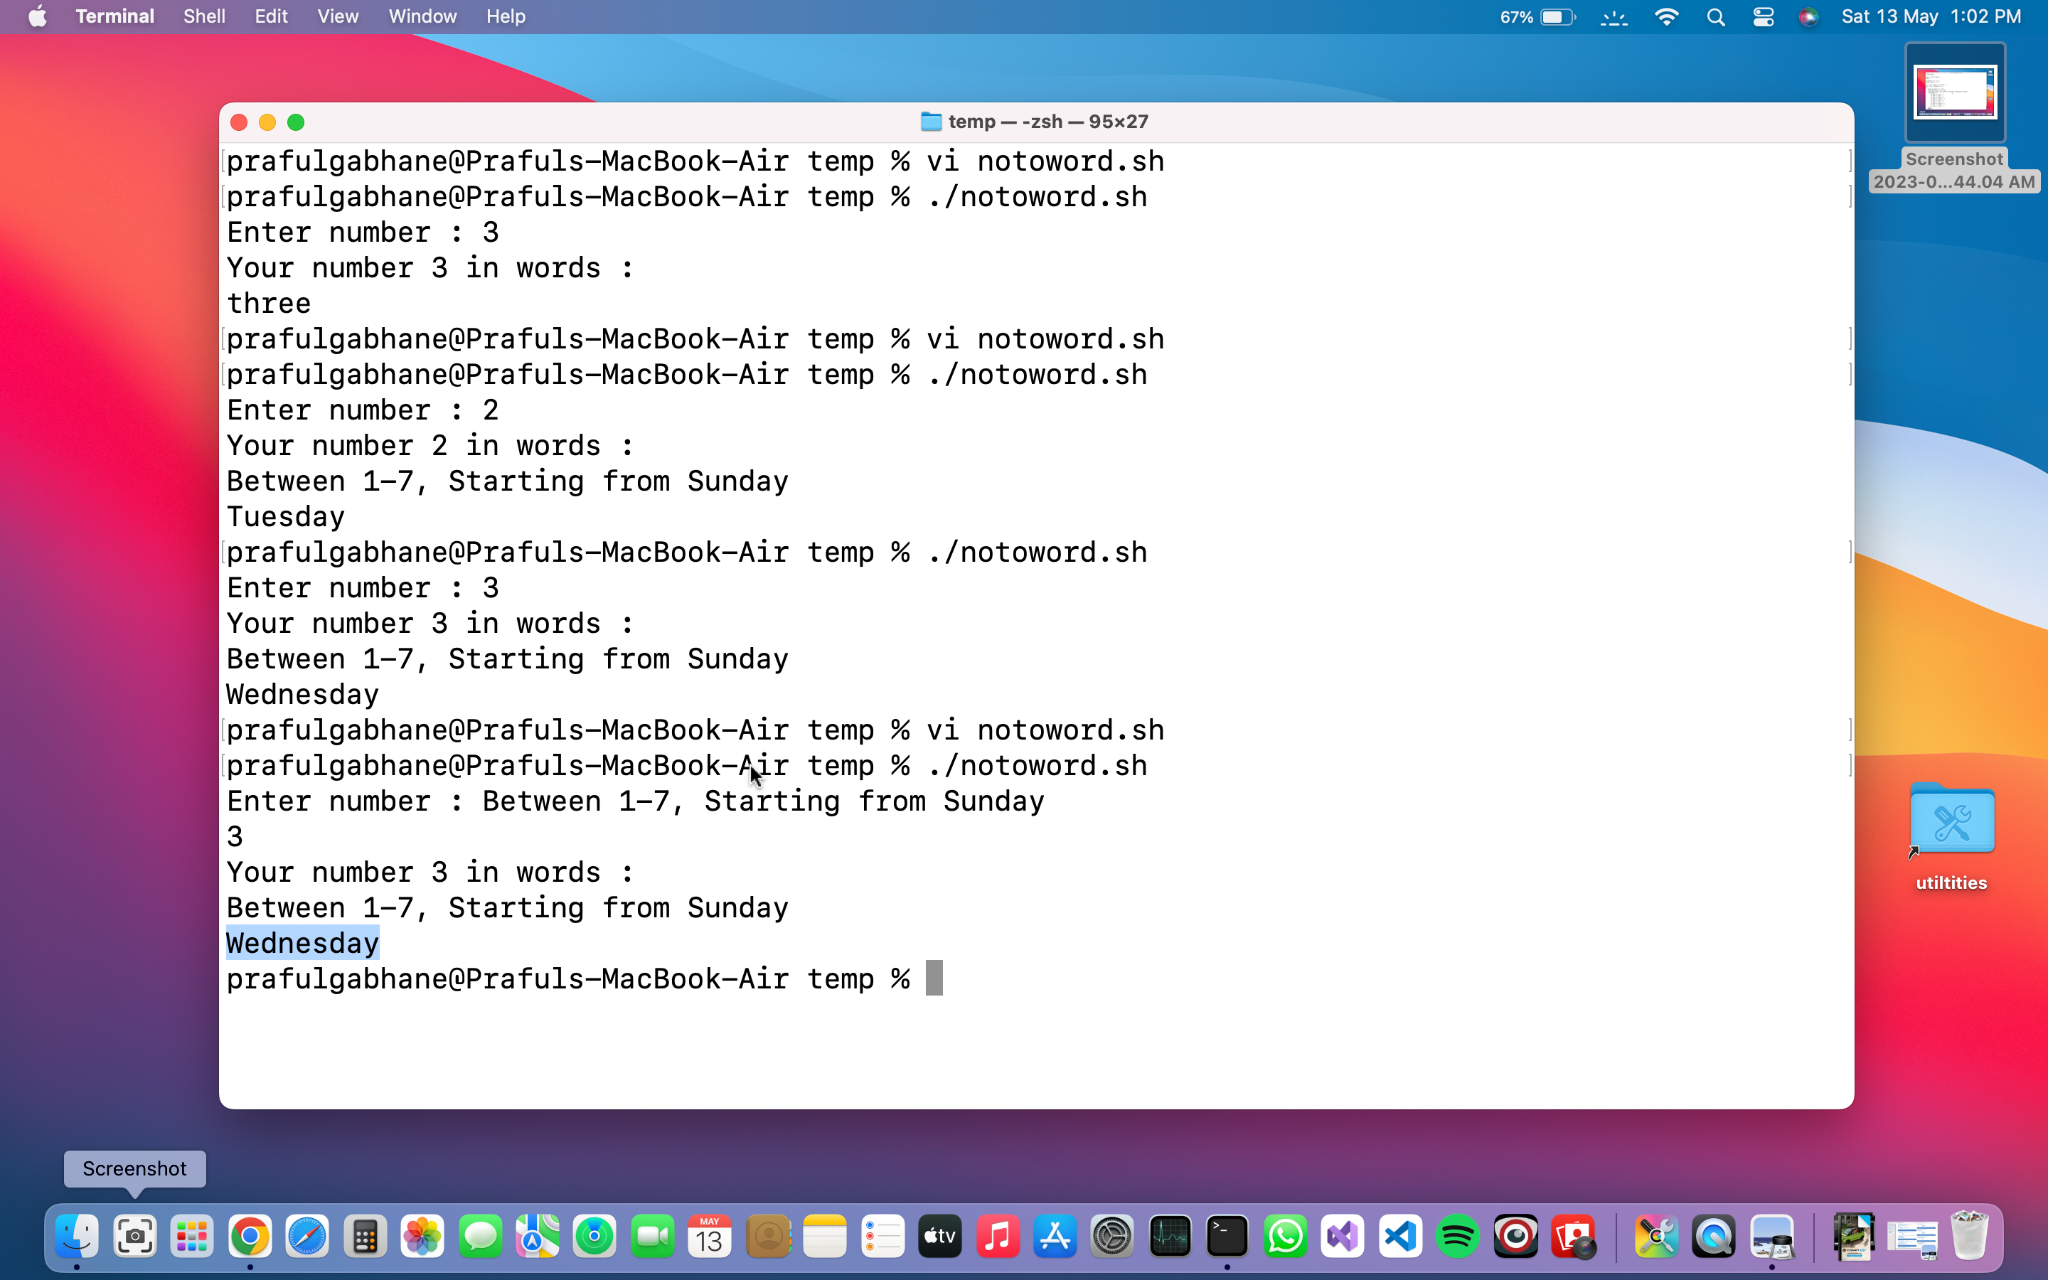 Terminal Shell Edit View Window Help 67% Sat 13 May 1:02 PM
Screenshot
2023-0...44.04 AM
temp — -zsh — 95×27
prafulgabhane@Prafuls-MacBook-Air temp % vi notoword.sh
prafulgabhane@Prafuls-MacBook-Air temp % ./notoword.sh
Enter number : 3
Your number 3 in words :
three
prafulgabhane@Prafuls-MacBook-Air temp % vi notoword.sh
prafulgabhane@Prafuls-MacBook-Air temp % ./notoword.sh
Enter number : 2
Your number 2 in words :
Between 1-7, Starting from Sunday
Tuesday
prafulgabhane@Prafuls-MacBook-Air temp % ./notoword.sh
Enter number : 3
Your number 3 in words :
Between 1-7, Starting from Sunday
Wednesday
prafulgabhane@Prafuls-MacBook-Air temp % vi notoword.sh
prafulgabhane@Prafuls-MacBook-Air temp % ./notoword.sh
Enter number : Between 1-7, Starting from Sunday
3
Your number 3 in words :
Between 1-7, Starting from Sunday
Wednesday
prafulgabhane@Prafuls-MacBook-Air temp %
utiltities
Screenshot
MAY
13
tv